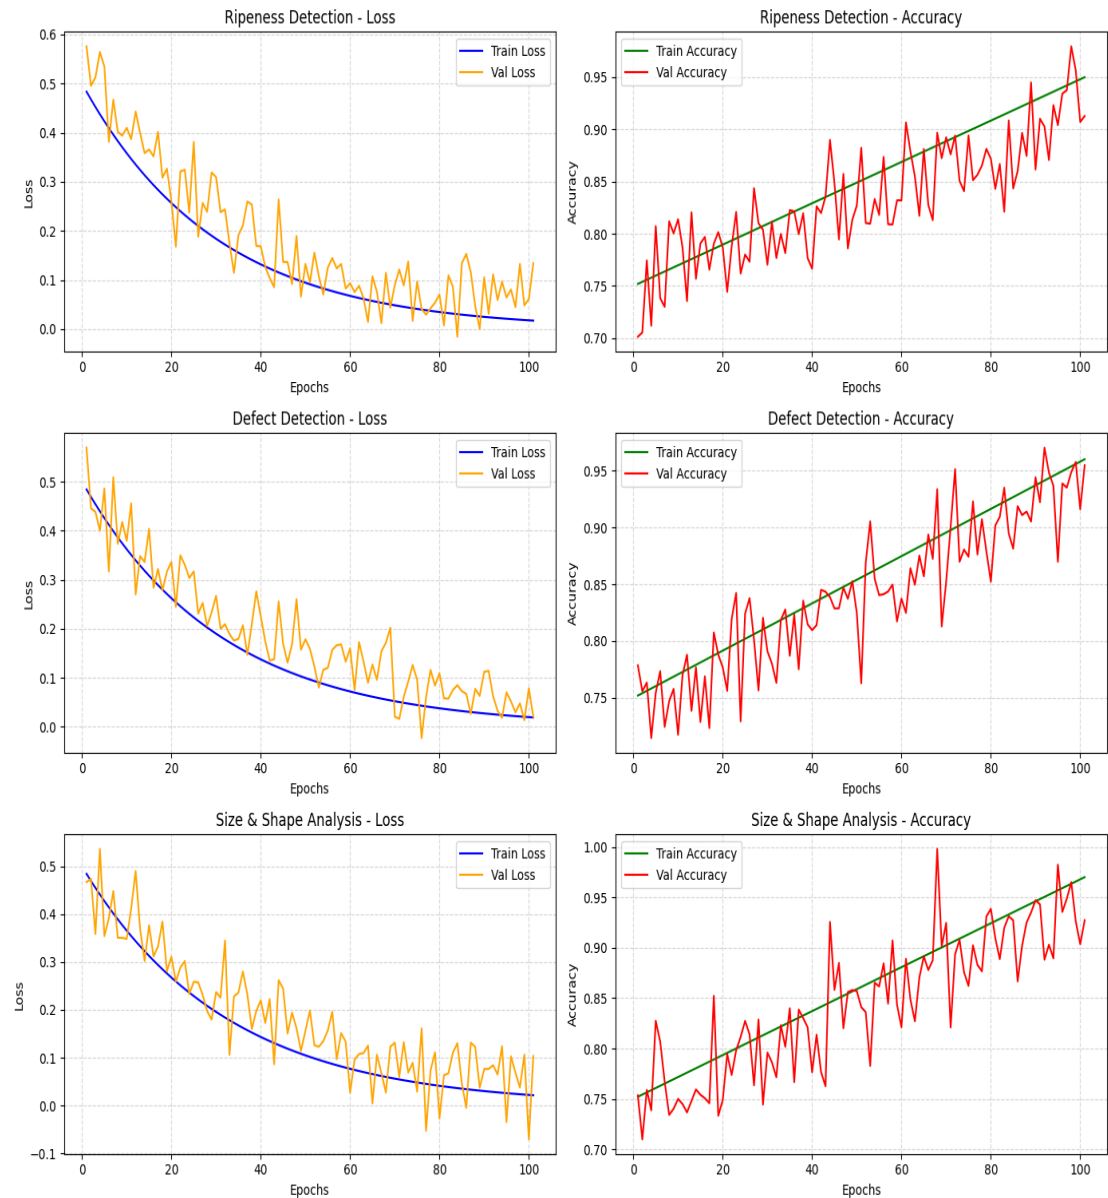 Ripeness Detection - Loss
Loss
0.6
0.5
0.4
0.3
0.2
0.1
0.0
Train Loss
Val Loss
0 20 40 60 80 100
Epochs
Ripeness Detection - Accuracy
Accuracy
0.95
0.90
0.85
0.80
0.75
0.70
Train Accuracy
Val Accuracy
0 20 40 60 80 100
Epochs
Defect Detection - Loss
Loss
0.5
0.4
0.3
0.2
0.1
0.0
Train Loss
Val Loss
0 20 40 60 80 100
Epochs
Defect Detection - Accuracy
Accuracy
0.95
0.90
0.85
0.80
0.75
Train Accuracy
Val Accuracy
0 20 40 60 80 100
Epochs
Size & Shape Analysis - Loss
Loss
0.5
0.4
0.3
0.2
0.1
0.0
−0.1
Train Loss
Val Loss
0 20 40 60 80 100
Epochs
Size & Shape Analysis - Accuracy
Accuracy
1.00
0.95
0.90
0.85
0.80
0.75
0.70
Train Accuracy
Val Accuracy
0 20 40 60 80 100
Epochs